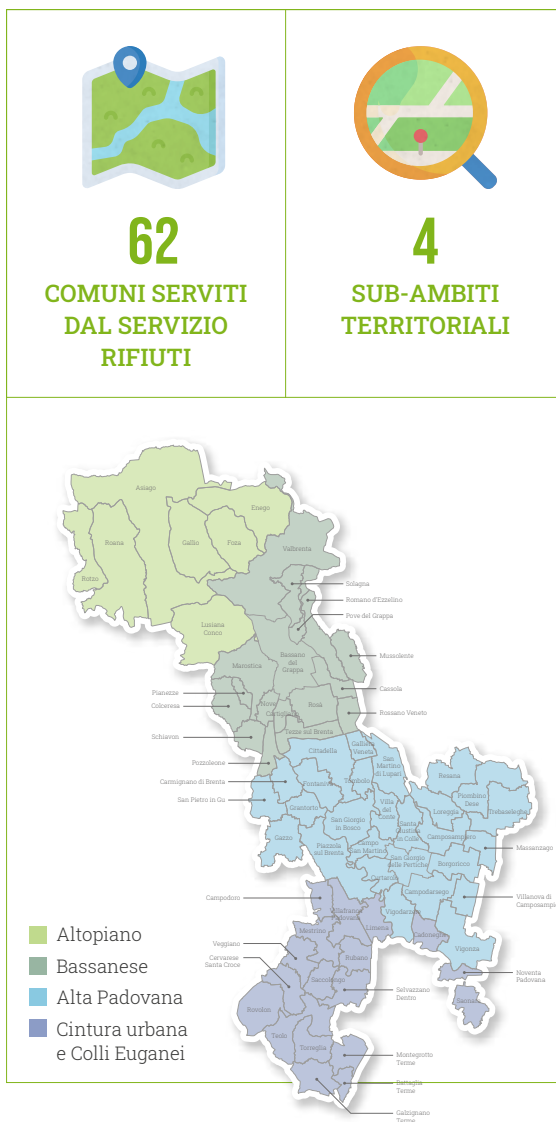 62
COMUNI SERVITI
DAL SERVIZIO
RIFIUTI
4
SUB-AMBITI
TERRITORIALI
Asiago
Enego
Roana
Gallio
Foza
Rotzo
Valbrenta
Solagna
Romano d'Ezzelino
Pove del Grappa
Lusiana
Conco
Mussolente
Bassano
del
Grappa
Marostica
Cassola
Pianezze
Colceresa
Nove
Rosà
Cartigliano
Rossano Veneto
Schiavon
Tezze sul Brenta
Pozzoleone
Cittadella
Galliera
Veneta
San
Martino
di Lupari
Carmignano di Brenta
Fontaniva
Tombolo
Resana
San Pietro in Gu
Grantorto
Villa
del
Conte
Loreggia
Piombino
Dese
Trebaseleghe
San Giorgio
in Bosco
Santa
Giustina
in Colle
Camposampiero
Gazzo
Piazzola
sul Brenta
Campo
San Martino
San Giorgio
delle Pertiche
Borgoricco
Massanzago
Curtarolo
Campodarsego
Campodoro
Villafranca
Padovana
Limena
Vigodarzere
Villanova di
Camposampiero
Cadoneghe
Mestrino
Vigonza
Veggiano
Rubano
Cervarese
Santa Croce
Saccolongo
Noventa
Padovana
Selvazzano
Dentro
Saonara
Rovolon
Teolo
Torreglia
Montegrotto
Terme
Battaglia
Terme
Galzignano
Terme
Altopiano
Bassanese
Alta Padovana
Cintura urbana
e Colli Euganei